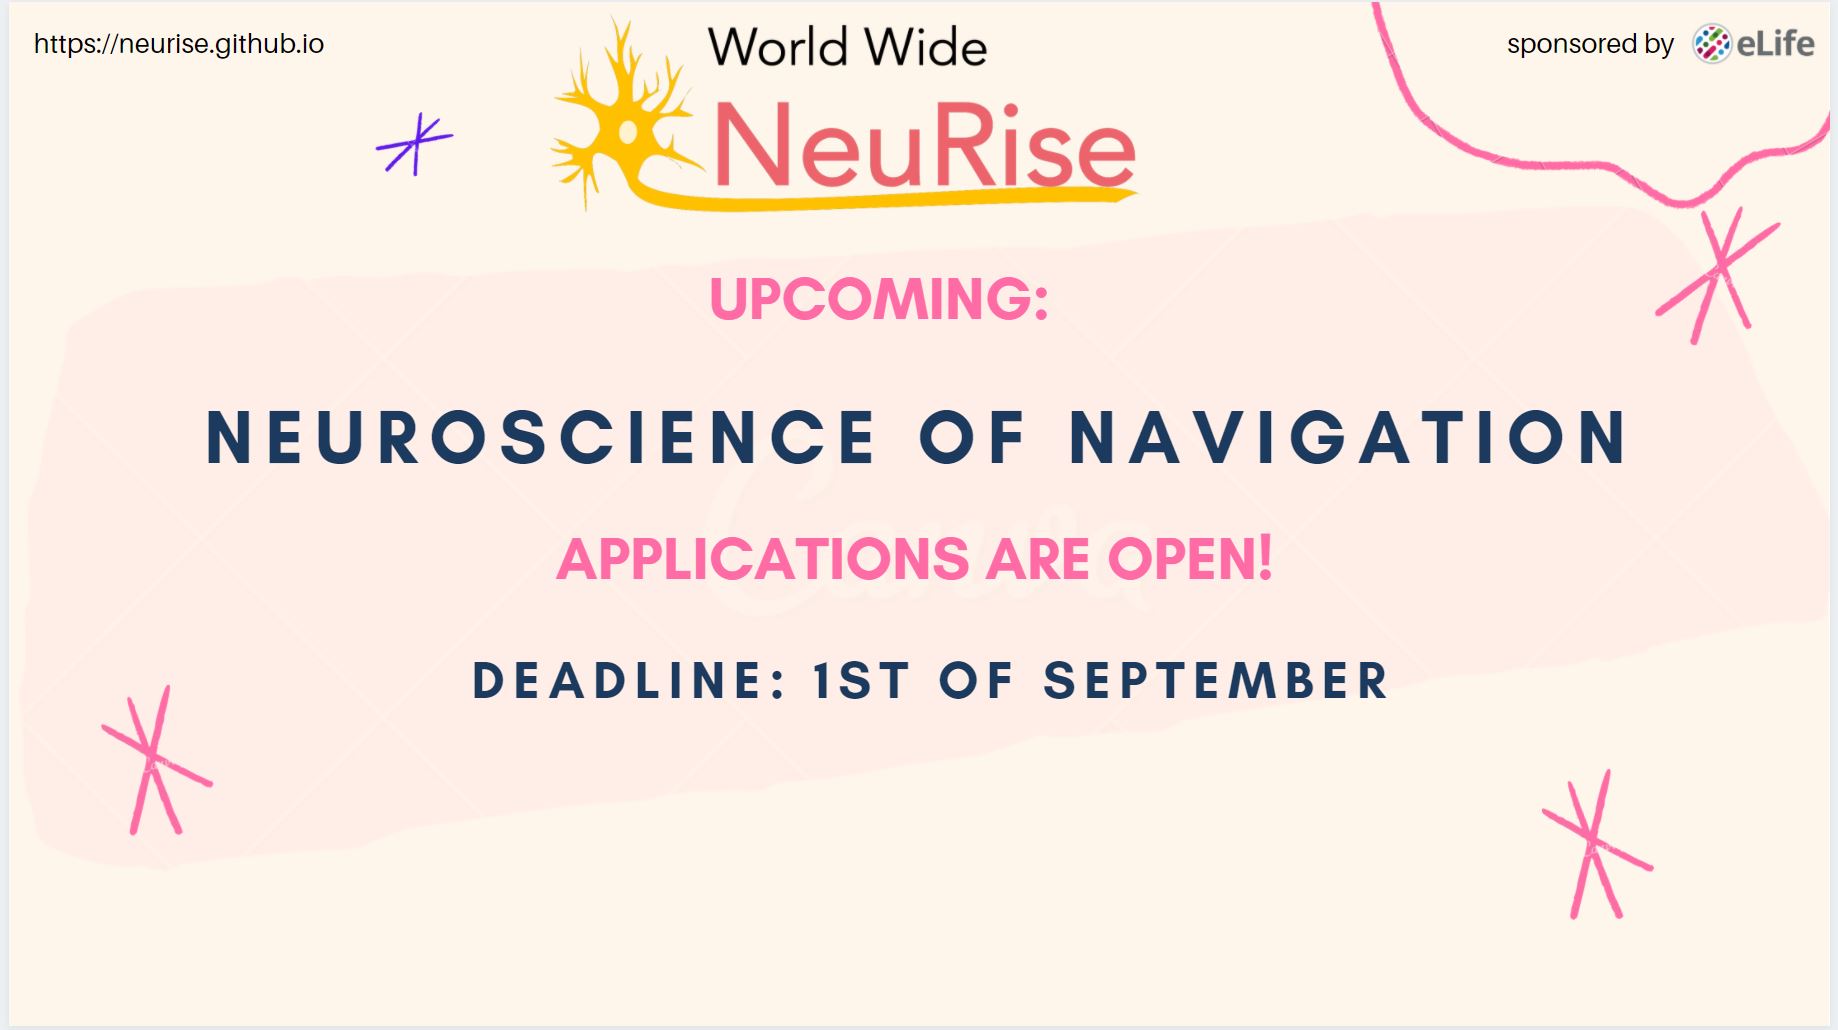 https://neurise.github.io
World Wide
NeuRise
sponsored by eLife
UPCOMING:
NEUROSCIENCE OF NAVIGATION
APPLICATIONS ARE OPEN!
Canva
DEADLINE: 1ST OF SEPTEMBER